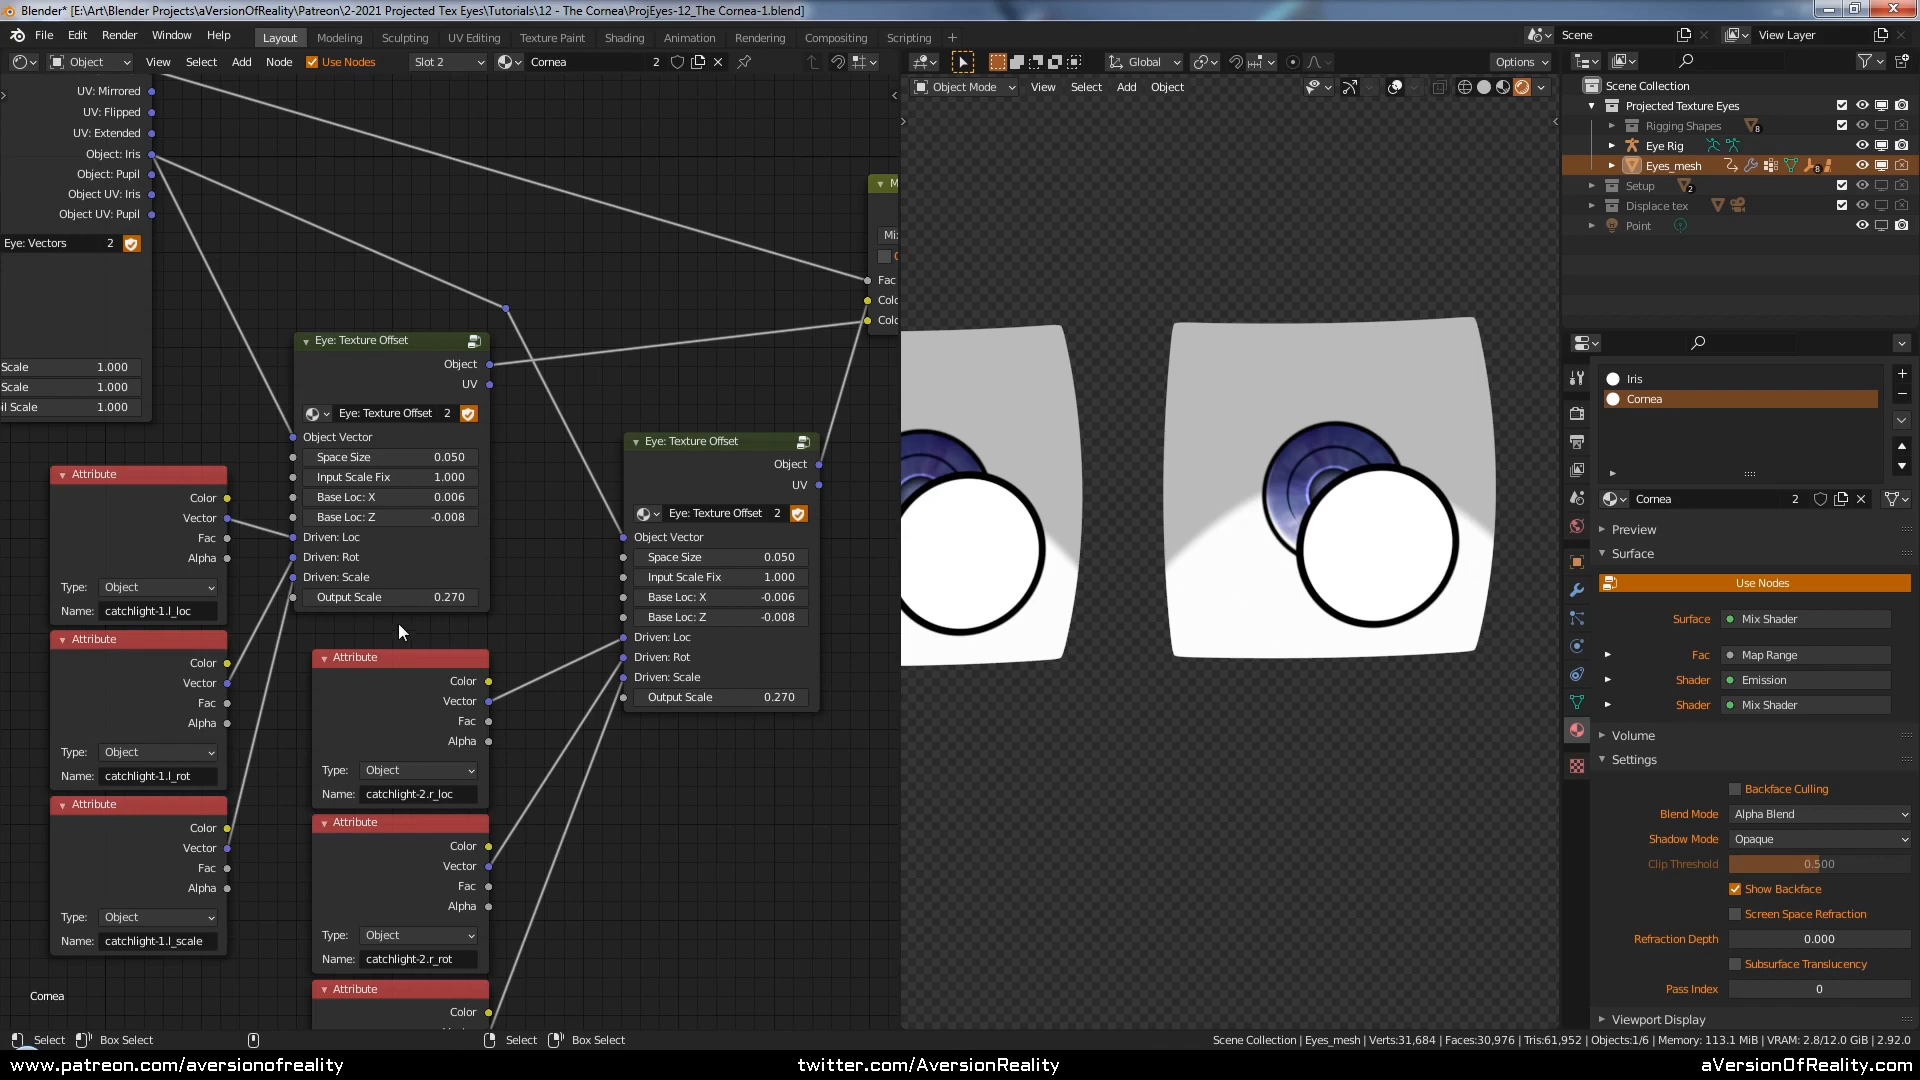 Blender* [E:\Art\Blender Projects\aVersionOfReality\Patreon\2-2021 Projected Tex Eyes\Tutorials\12 - The Cornea\ProjEyes-12_The Cornea-1.blend]
File Edit Render Window Help Layout Modeling Sculpting UV Editing Texture Paint Shading Animation Rendering Compositing Scripting Scene View Layer
Object View Select Add Object Node Use Nodes Slot 2 Cornea 2 Global Options
Object Mode View Select Add Object
UV: Mirrored
UV: Flipped
UV: Extended
Object: Iris
Object: Pupil
Object UV: Iris
Object UV: Pupil
Eye: Vectors 2
Scale 1.000
Scale 1.000
il Scale 1.000
Eye: Texture Offset
Object
UV
Eye: Texture Offset 2
Object Vector
Space Size 0.050
Input Scale Fix 1.000
Base Loc: X 0.006
Base Loc: Z -0.008
Driven: Loc
Driven: Rot
Driven: Scale
Output Scale 0.270
Eye: Texture Offset
Object
UV
Eye: Texture Offset 2
Object Vector
Space Size 0.050
Input Scale Fix 1.000
Base Loc: X -0.006
Base Loc: Z -0.008
Driven: Loc
Driven: Rot
Driven: Scale
Output Scale 0.270
M
Mi
Fac
Colo
Colo
Attribute
Color
Vector
Fac
Alpha
Type: Object
Name: catchlight-1.l_loc
Attribute
Color
Vector
Fac
Alpha
Type: Object
Name: catchlight-1.l_rot
Attribute
Color
Vector
Fac
Alpha
Type: Object
Name: catchlight-1.l_scale
Attribute
Color
Vector
Fac
Alpha
Type: Object
Name: catchlight-2.r_loc
Attribute
Color
Vector
Fac
Alpha
Type: Object
Name: catchlight-2.r_rot
Attribute
Color
Cornea
Scene Collection
Projected Texture Eyes
Rigging Shapes 8
Eye Rig
Eyes_mesh 8
Setup 2
Displace tex
Point
Iris
Cornea
Cornea 2
Preview
Surface
Use Nodes
Surface Mix Shader
Fac Map Range
Shader Emission
Shader Mix Shader
Volume
Settings
Backface Culling
Blend Mode Alpha Blend
Shadow Mode Opaque
Clip Threshold 0.500
Show Backface
Screen Space Refraction
Refraction Depth 0.000
Subsurface Translucency
Pass Index 0
Viewport Display
Select Box Select Select Box Select Scene Collection | Eyes_mesh | Verts:31,684 | Faces:30,976 | Tris:61,952 | Objects:1/6 | Memory: 113.1 MiB | VRAM: 2.8/12.0 GiB | 2.92.0
www.patreon.com/aversionofreality twitter.com/AversionReality aVersionOfReality.com